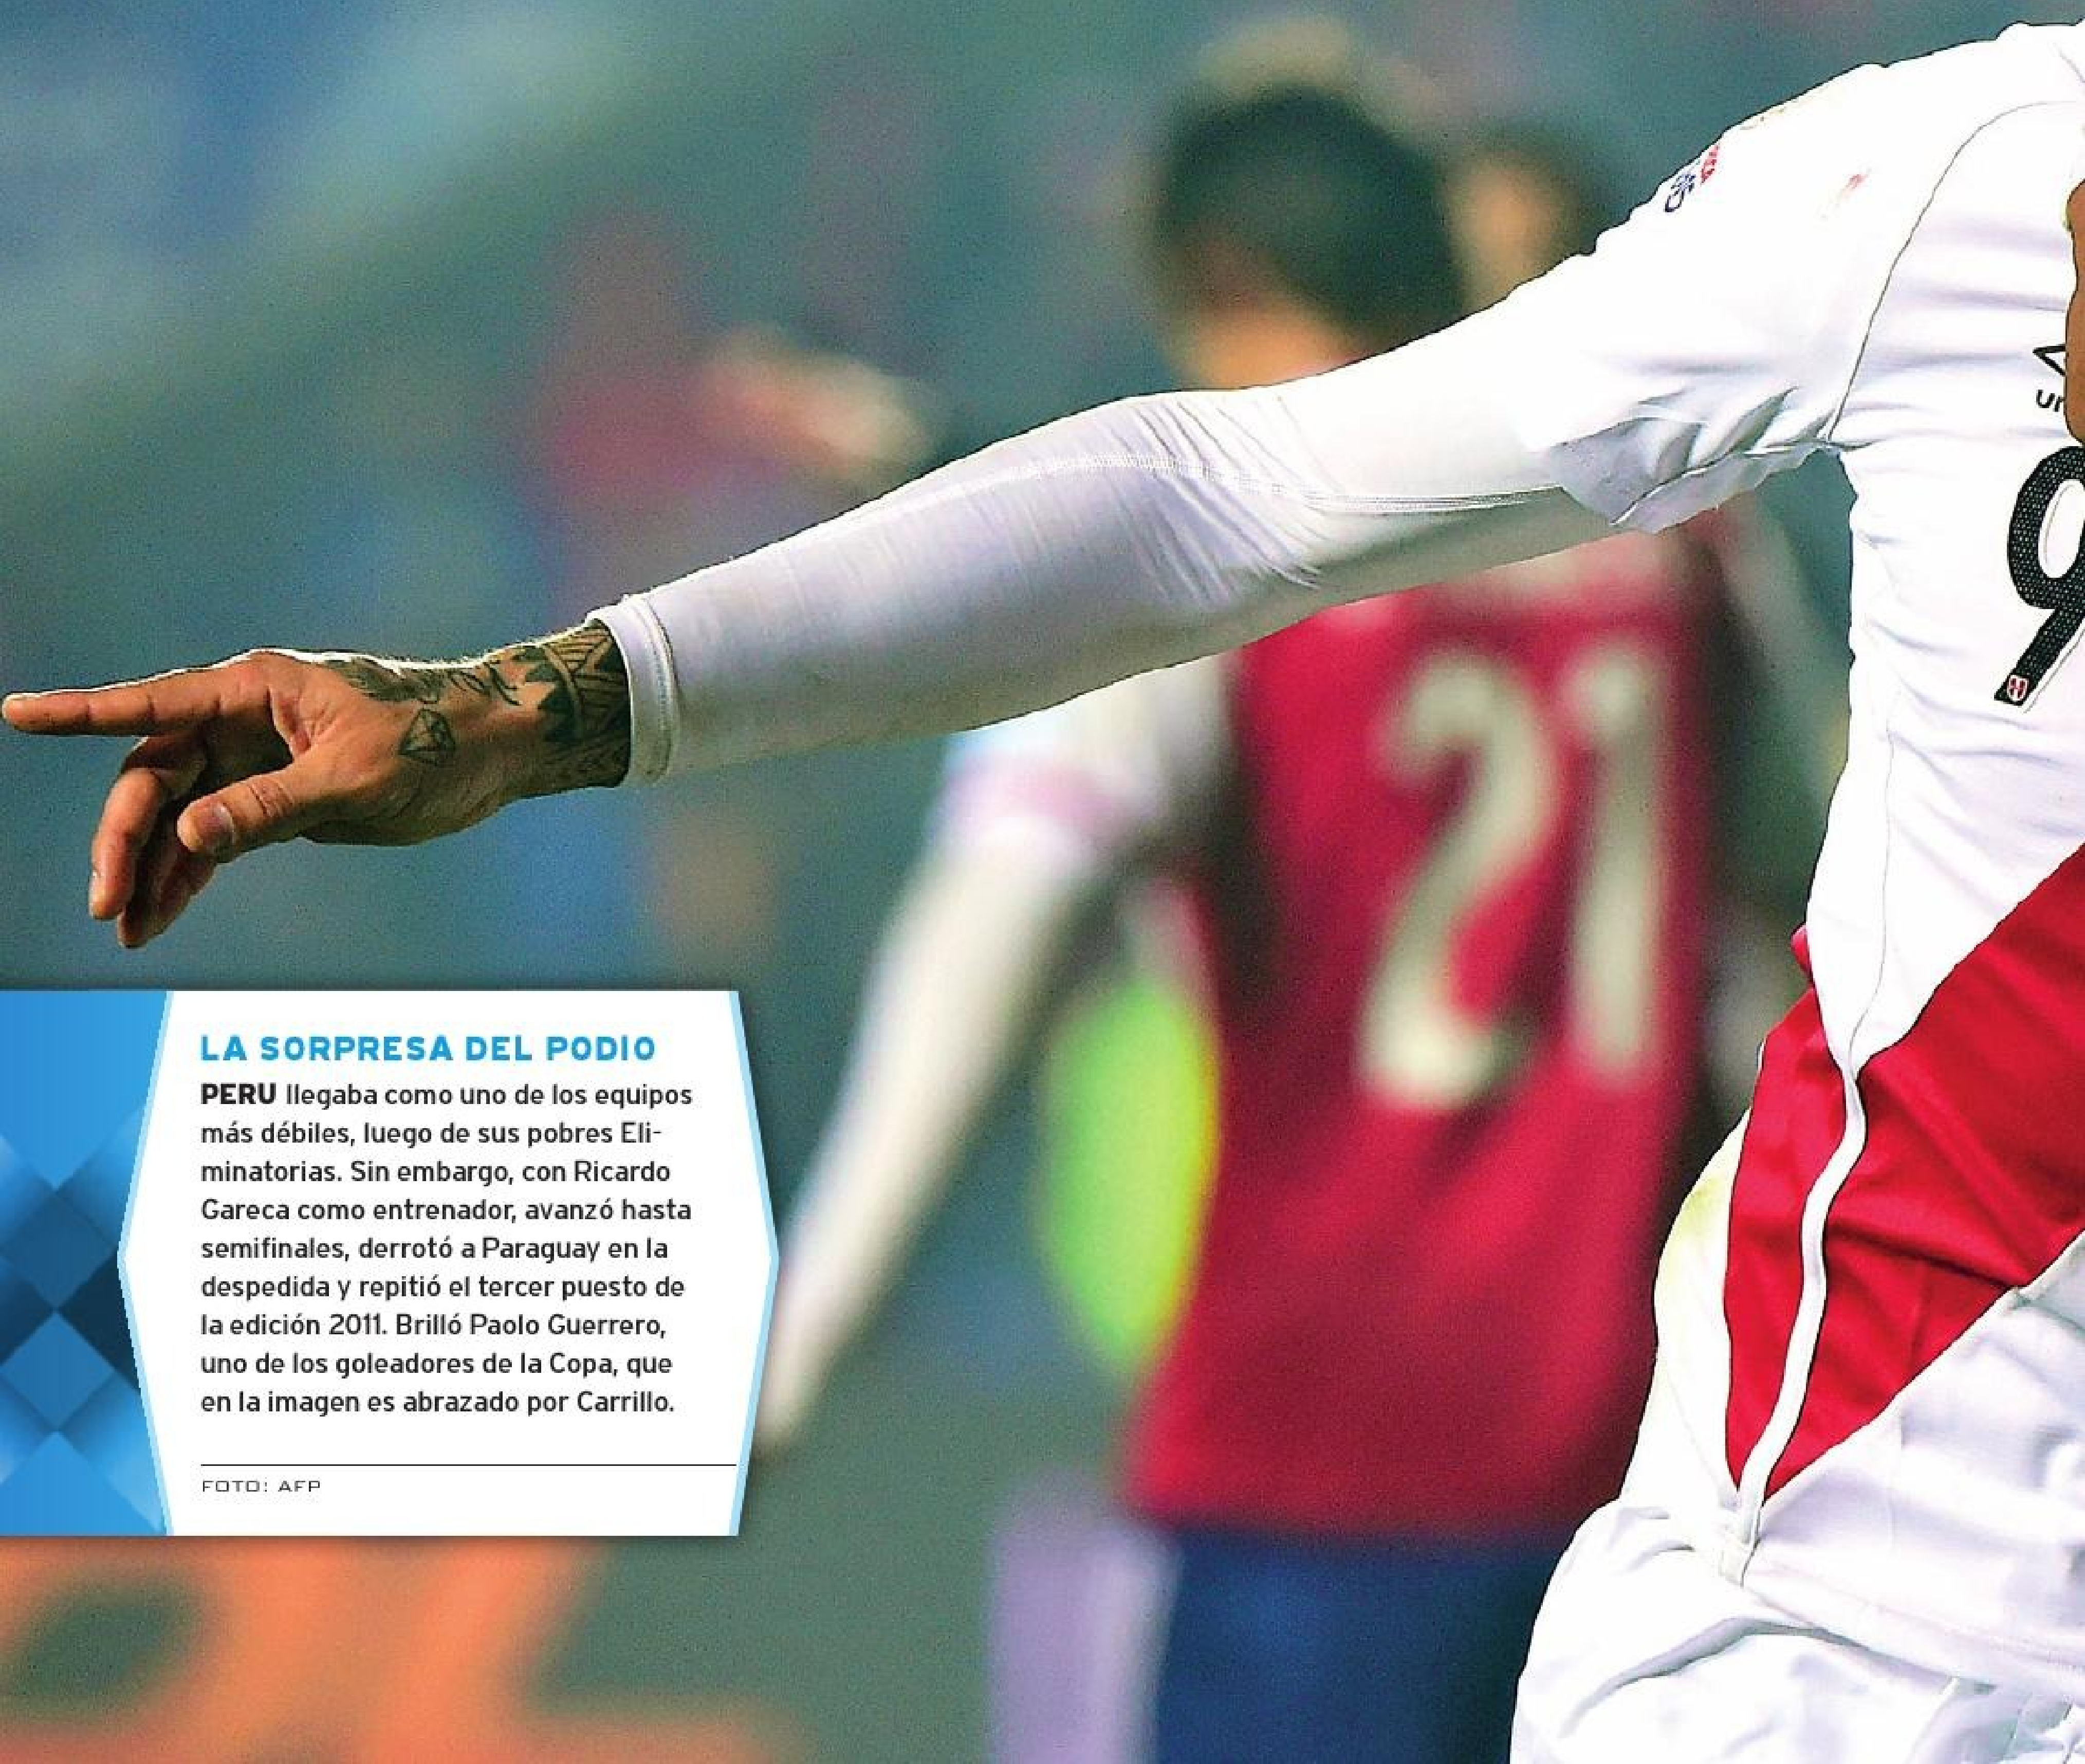 9
21
LA SORPRESA DEL PODIO
PERU llegaba como uno de los equipos
más débiles, luego de sus pobres Eli-
minatorias. Sin embargo, con Ricardo
Gareca como entrenador, avanzó hasta
semifinales, derrotó a Paraguay en la
despedida y repitió el tercer puesto de
la edición 2011. Brilló Paolo Guerrero,
uno de los goleadores de la Copa, que
en la imagen es abrazado por Carrillo.
FOTO: AFP